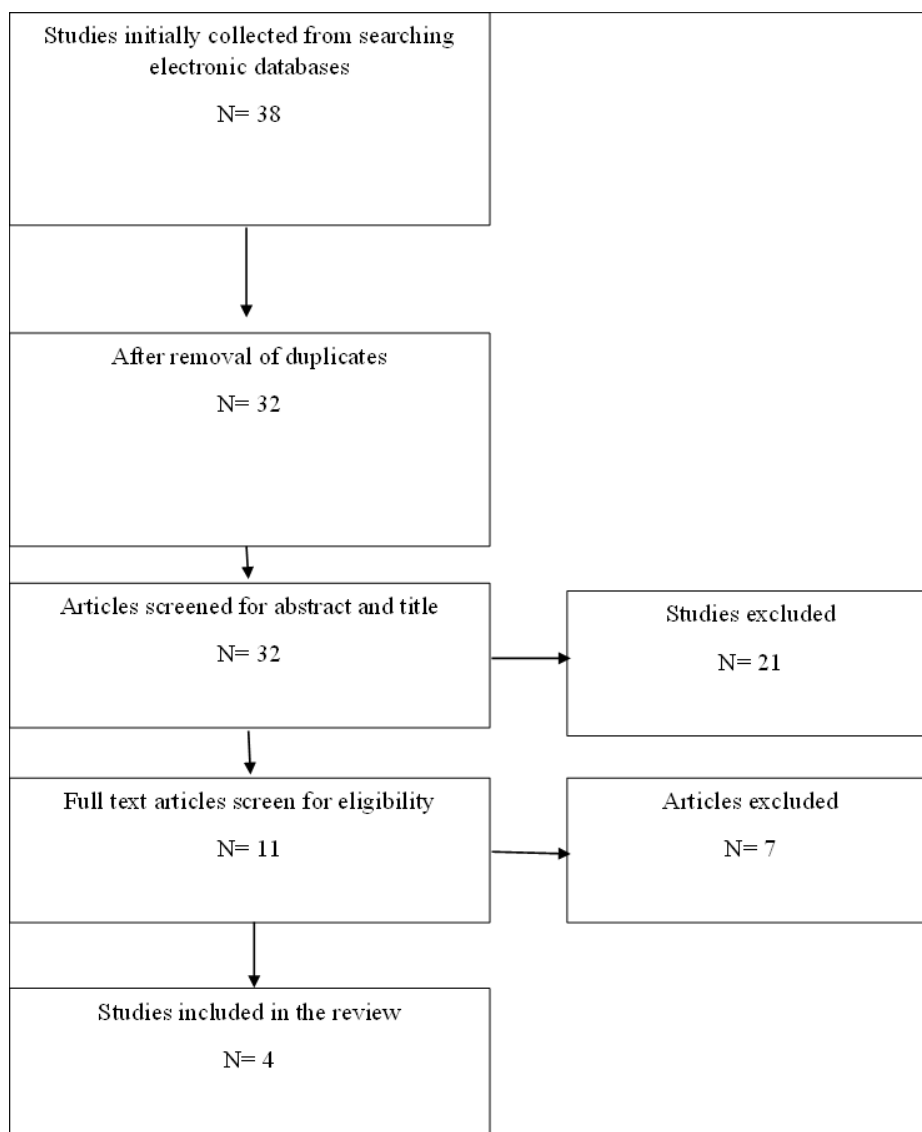 Studies initially collected from searching
electronic databases
N= 38
After removal of duplicates
N= 32
Articles screened for abstract and title
N= 32
Studies excluded
N= 21
Full text articles screen for eligibility
N= 11
Articles excluded
N= 7
Studies included in the review
N= 4